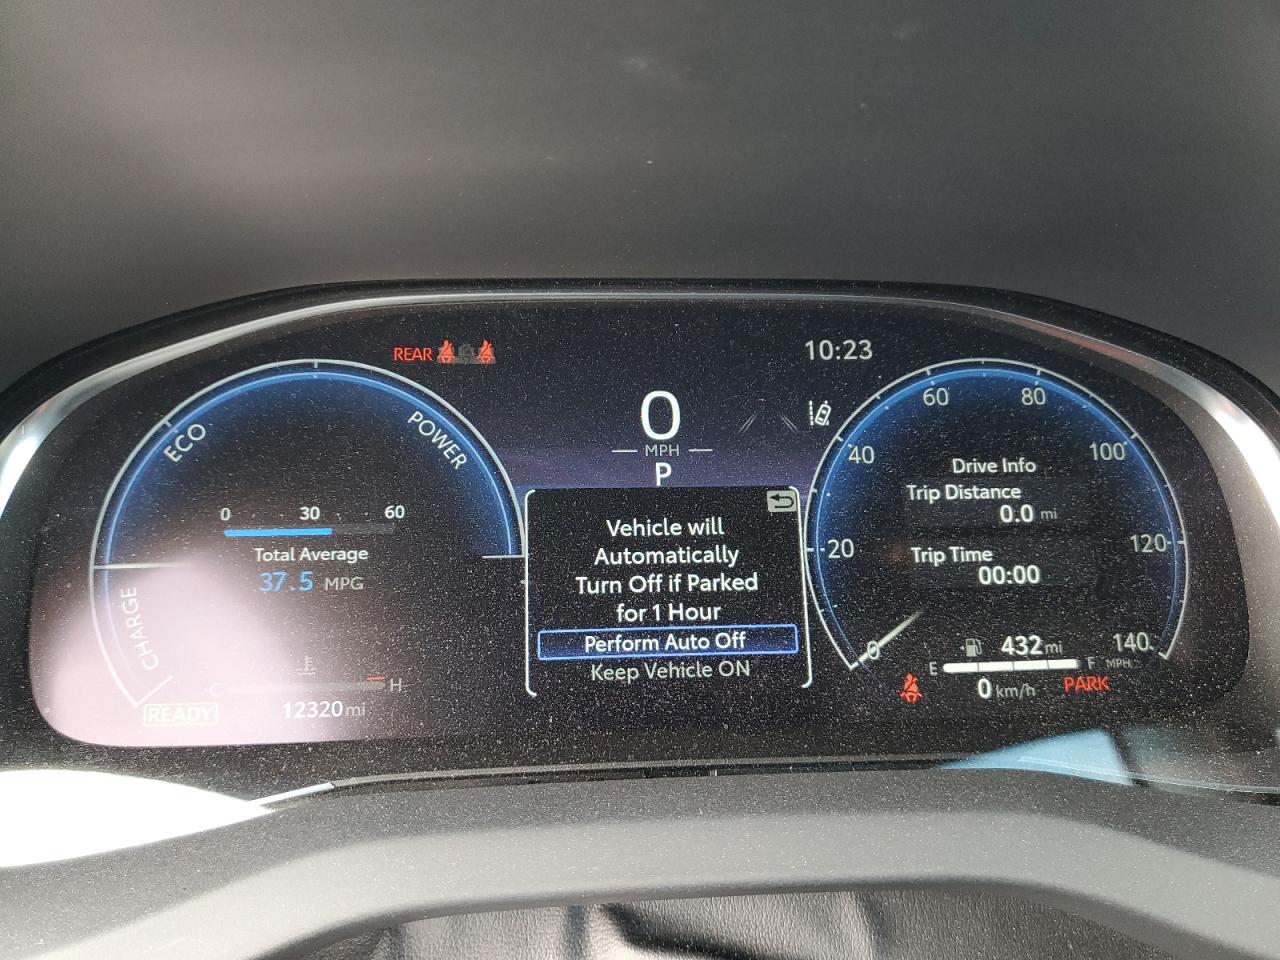 REAR
10:23
0
MPH
P
ECO
POWER
CHARGE
0 30 60
Total Average
37.5 MPG
C H
READY
12320 mi
Vehicle will
Automatically
Turn Off if Parked
for 1 Hour
Perform Auto Off
Keep Vehicle ON
0 20 40 60 80 100 120 140
MPH
Drive Info
Trip Distance
0.0 mi
Trip Time
00:00
432 mi
E F
0 km/h
PARK